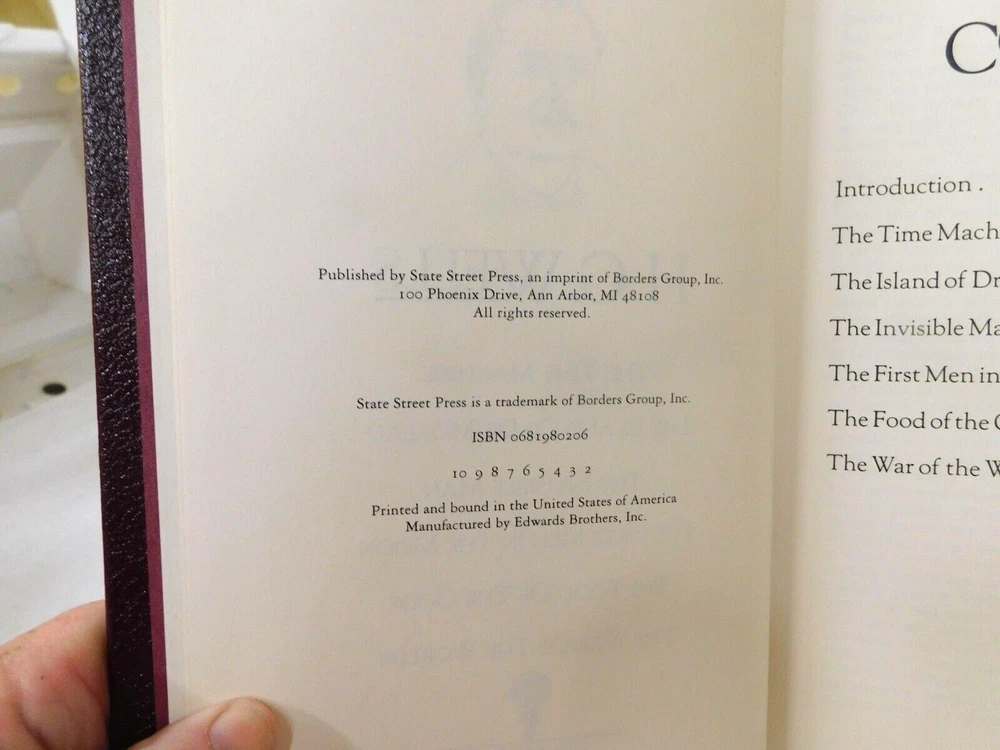 Published by State Street Press, an imprint of Borders Group, Inc.
100 Phoenix Drive, Ann Arbor, MI 48108
All rights reserved.
State Street Press is a trademark of Borders Group, Inc.
ISBN 0681980206
10 9 8 7 6 5 4 3 2
Printed and bound in the United States of America
Manufactured by Edwards Brothers, Inc.
Introduction .
The Time Mach
The Island of Dr
The Invisible Ma
The First Men in
The Food of the
The War of the W